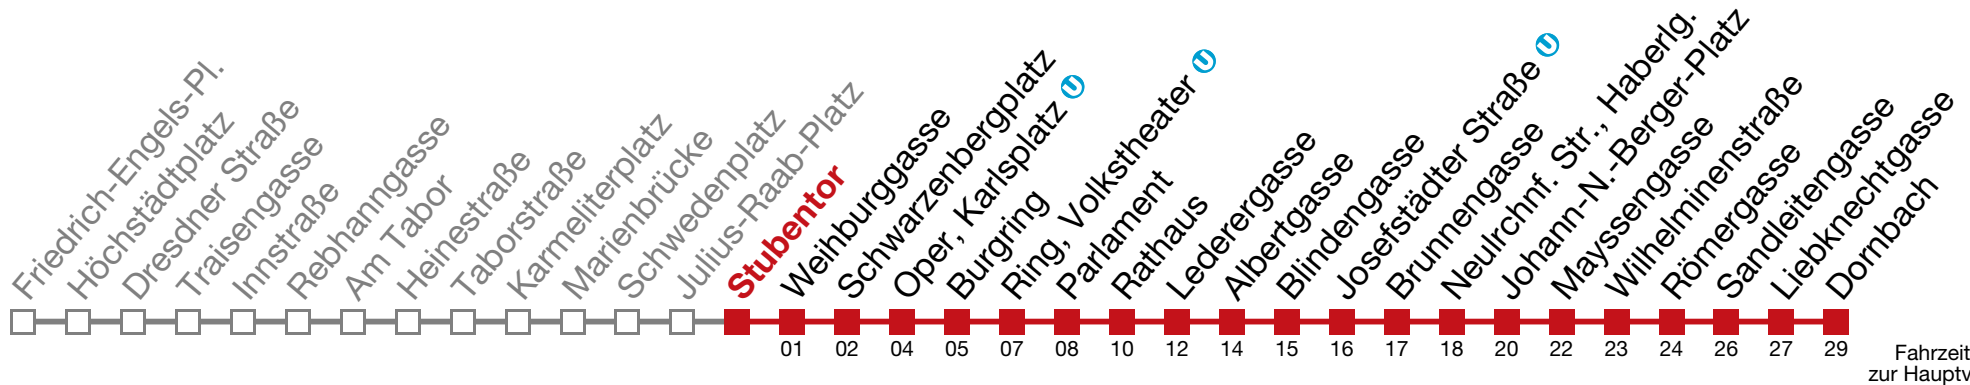 Friedrich-Engels-Pl.
Höchstädtplatz
Dresdner Straße
Traisengasse
Innstraße
Rebhanngasse
Am Tabor
Heinestraße
Taborstraße
Karmeliterplatz
Marienbrücke
Schwedenplatz
Julius-Raab-Platz
Stubentor
Weihburggasse
Schwarzenbergplatz
Oper, Karlsplatz U
Burgring
Ring, Volkstheater U
Parlament
Rathaus
Lederergasse
Albertgasse
Blindengasse
Josefstädter Straße U
Brunnengasse
Neulrchnf. Str., Haberlg.
Johann-N.-Berger-Platz
Mayssengasse
Wilhelminenstraße
Römergasse
Sandleitengasse
Liebknechtgasse
Dornbach
01 02 04 05 07 08 10 12 14 15 16 17 18 20 22 23 24 26 27 29
Fahrzeit
zur Hauptv